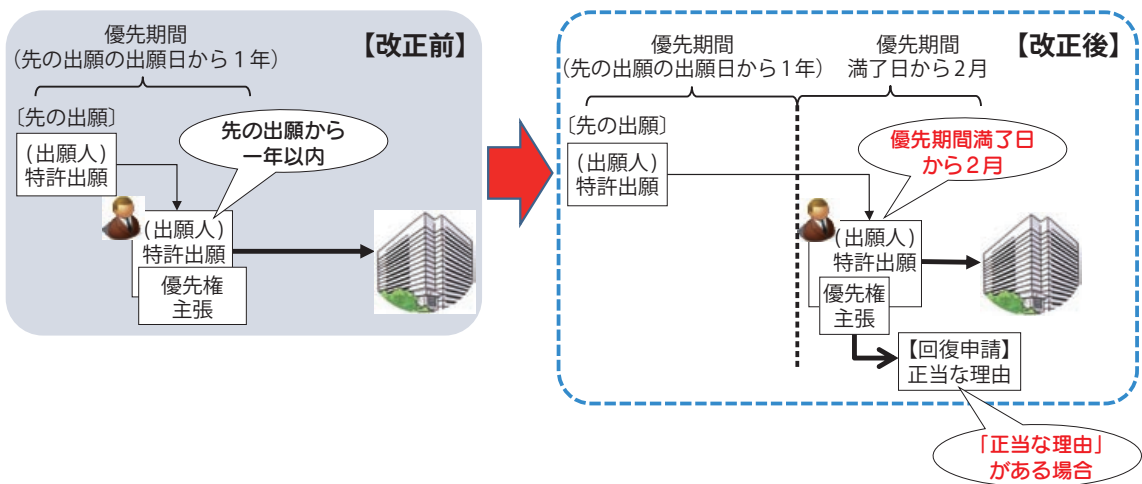 【改正前】
優先期間
（先の出願の出願日から１年）
〔先の出願〕
(出願人)
特許出願
先の出願から
一年以内
(出願人)
特許出願
優先権
主張
【改正後】
優先期間
（先の出願の出願日から１年）
優先期間
満了日から２月
〔先の出願〕
(出願人)
特許出願
優先期間満了日
から２月
(出願人)
特許出願
優先権
主張
【回復申請】
正当な理由
「正当な理由」
がある場合